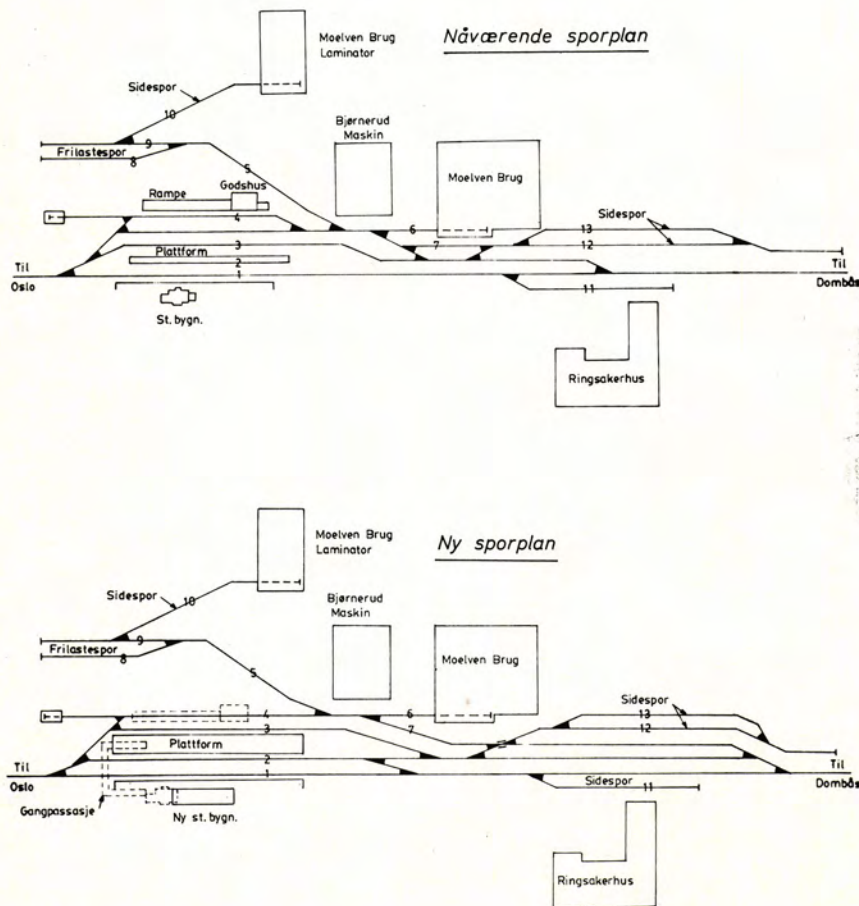 Nåværende sporplan
Moelven Brug
Laminator
Sidespor
10
Bjørnerud
Maskin
9
Frilastespor
8
5
Moelven Brug
Godshus
Rampe
4
6
13
Sidespor
3
7
12
Plattform
2
Til
Oslo
1
Til
Dombås
11
St. bygn.
Ringsakerhus
Ny sporplan
Moelven Brug
Laminator
Sidespor
10
Bjørnerud
Maskin
9
Frilastespor
8
5
Moelven Brug
4
6
13
Sidespor
3
7
12
Plattform
2
Til
Oslo
1
Til
Dombås
Sidespor
11
Gangpassasje
Ny st. bygn.
Ringsakerhus